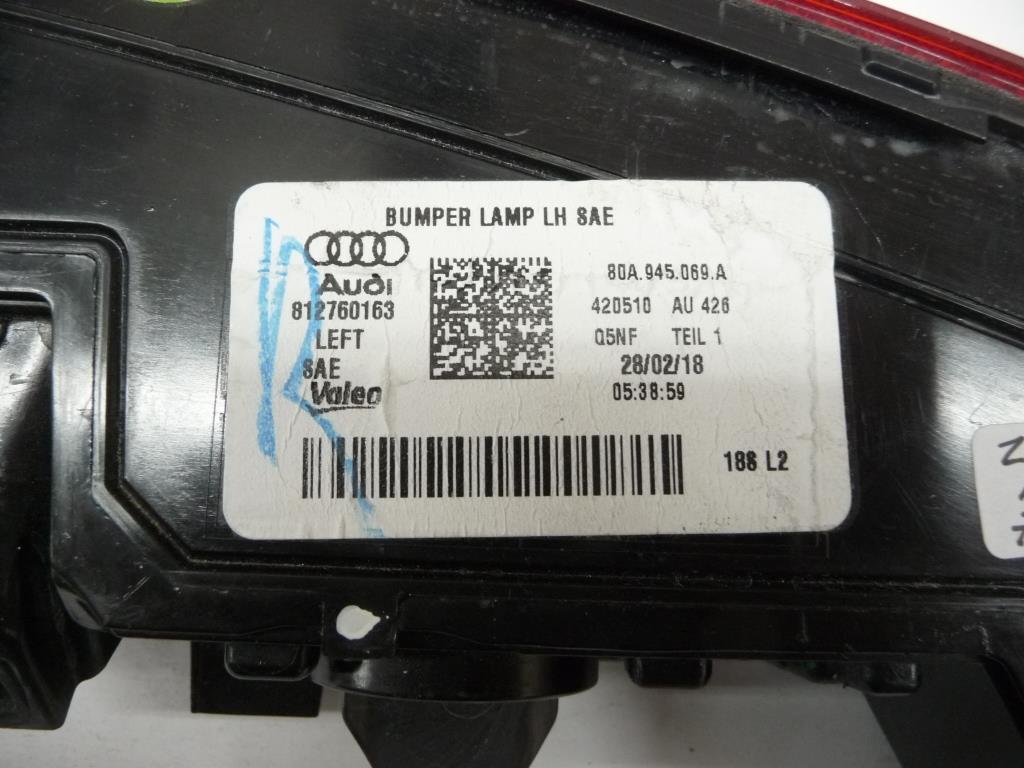 BUMPER LAMP LH SAE
Audi
812760163
LEFT
SAE
Valeo
80A.945.069.A
420510 AU 426
Q5NF TEIL 1
28/02/18
05:38:59
188 L2
R